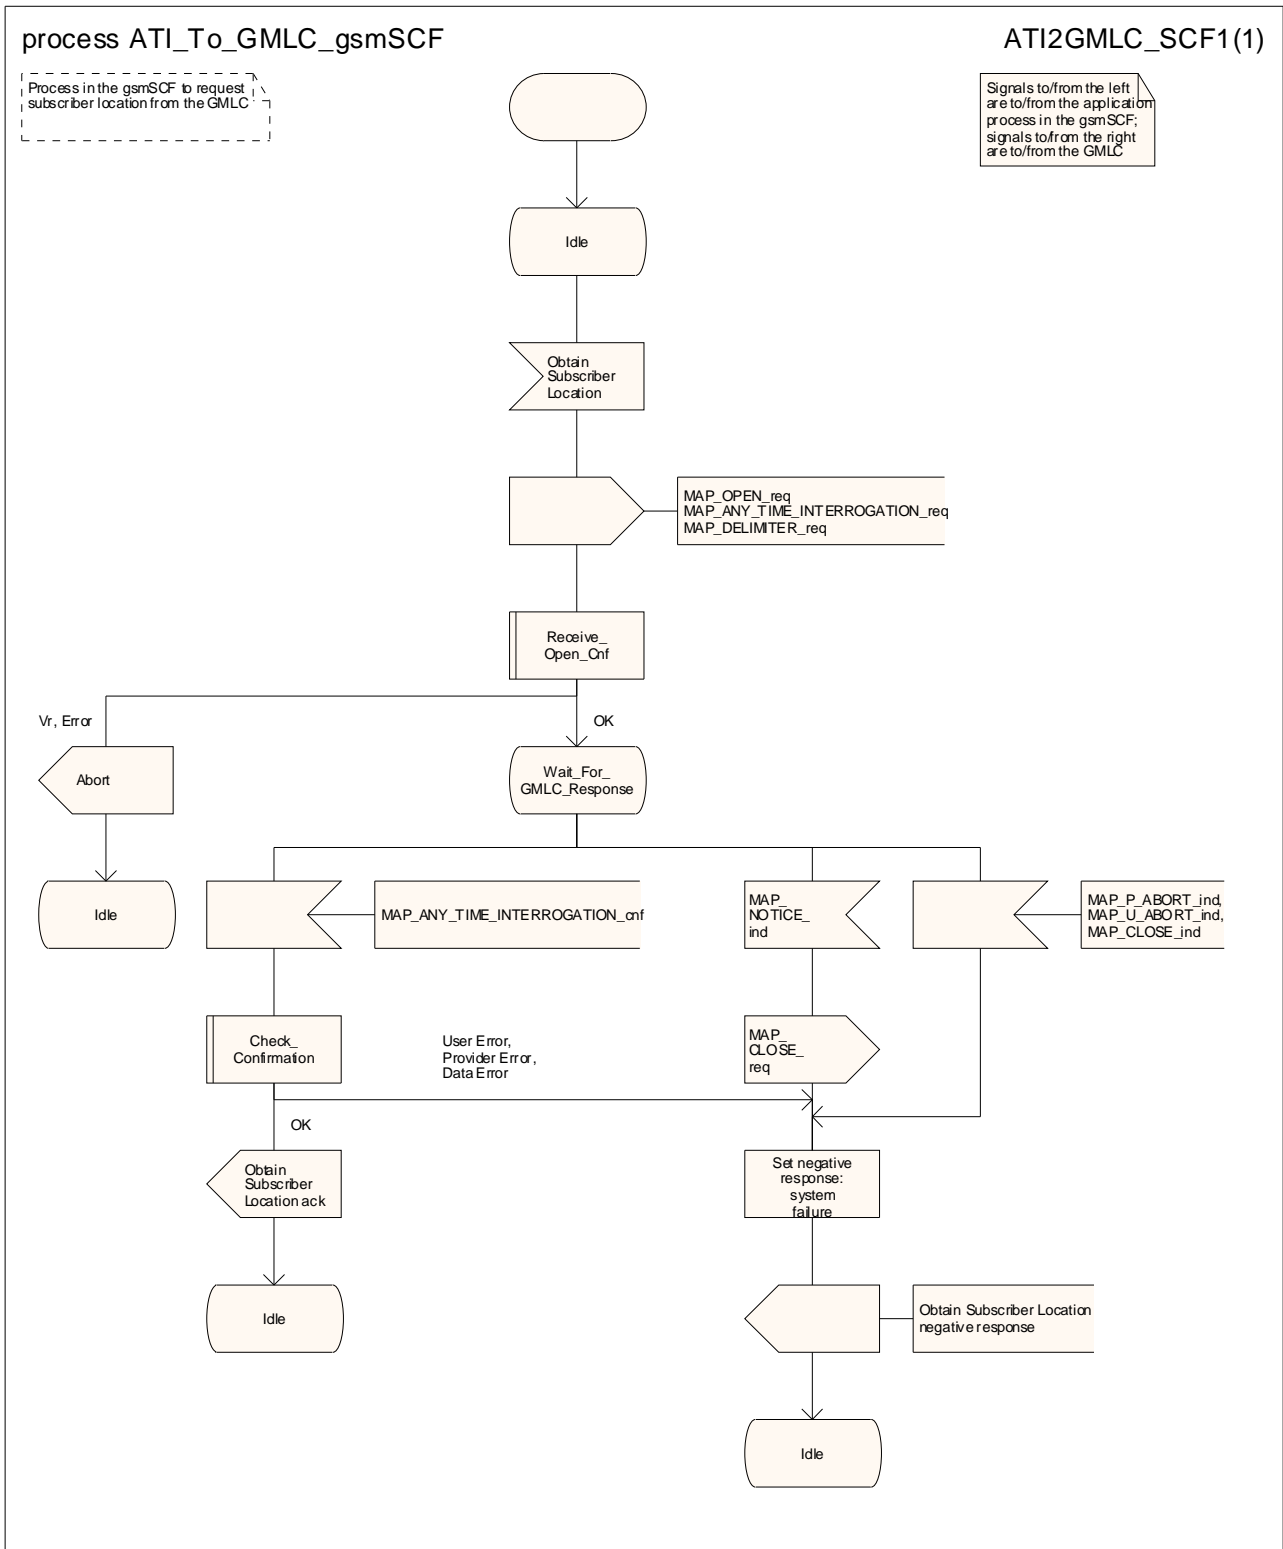 process ATI_To_GMLC_gsmSCF
ATI2GMLC_SCF1(1)
Process in the gsmSCF to request
subscriber location from the GMLC
Signals to/from the left
are to/from the application
process in the gsmSCF;
signals to/from the right
are to/from the GMLC
Idle
Obtain
Subscriber
Location
MAP_OPEN_req
MAP_ANY_TIME_INTERROGATION_req
MAP_DELIMITER_req
Receive_
Open_Cnf
Vr, Error
OK
Abort
Wait_For_
GMLC_Response
Idle
MAP_ANY_TIME_INTERROGATION_cnf
MAP_
NOTICE_
ind
MAP_P_ABORT_ind,
MAP_U_ABORT_ind,
MAP_CLOSE_ind
Check_
Confirmation
User Error,
Provider Error,
Data Error
MAP_
CLOSE_
req
OK
Obtain
Subscriber
Location ack
Set negative
response:
system
failure
Idle
Obtain Subscriber Location
negative response
Idle